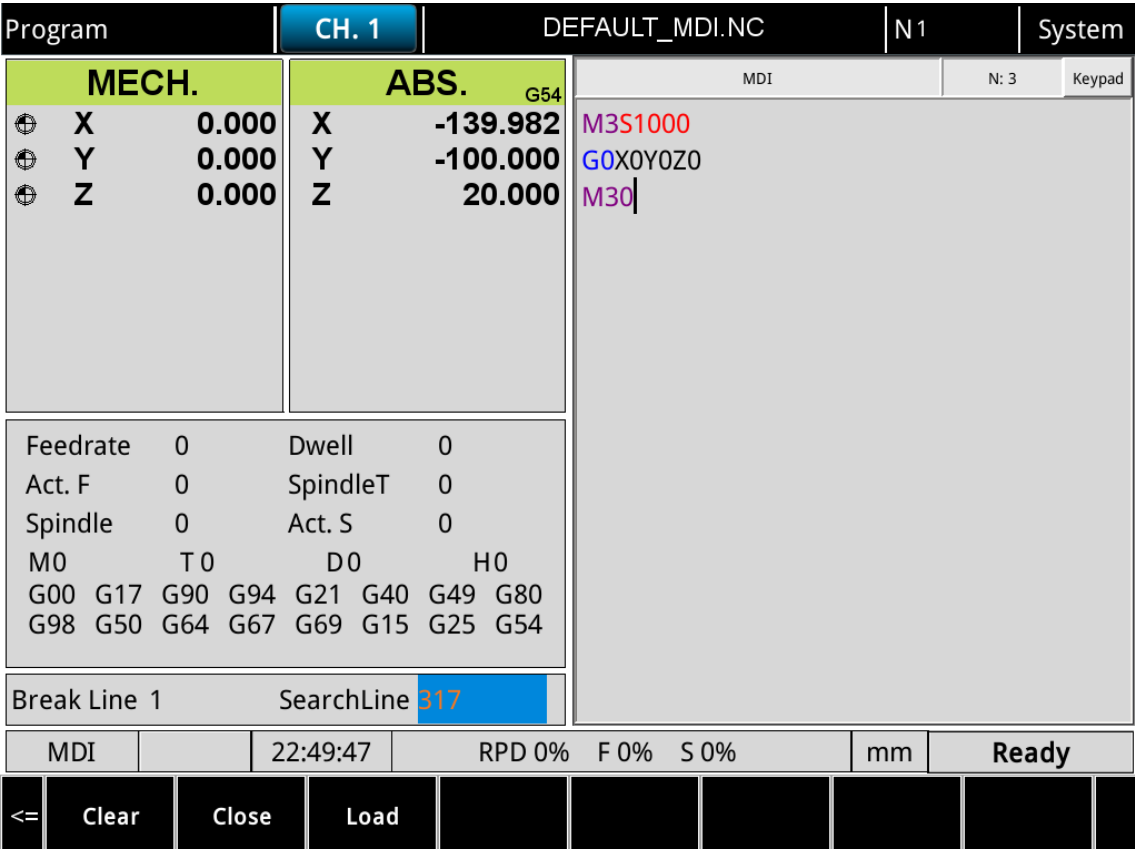 Program CH. 1 DEFAULT_MDI.NC N 1 System
MECH. ABS. G54
X 0.000 X -139.982
Y 0.000 Y -100.000
Z 0.000 Z 20.000
MDI N: 3 Keypad
M3S1000
G0X0Y0Z0
M30
Feedrate 0 Dwell 0
Act. F 0 SpindleT 0
Spindle 0 Act. S 0
M0 T 0 D0 H0
G00 G17 G90 G94 G21 G40 G49 G80
G98 G50 G64 G67 G69 G15 G25 G54
Break Line 1 SearchLine 317
MDI 22:49:47 RPD 0% F 0% S 0% mm Ready
<= Clear Close Load